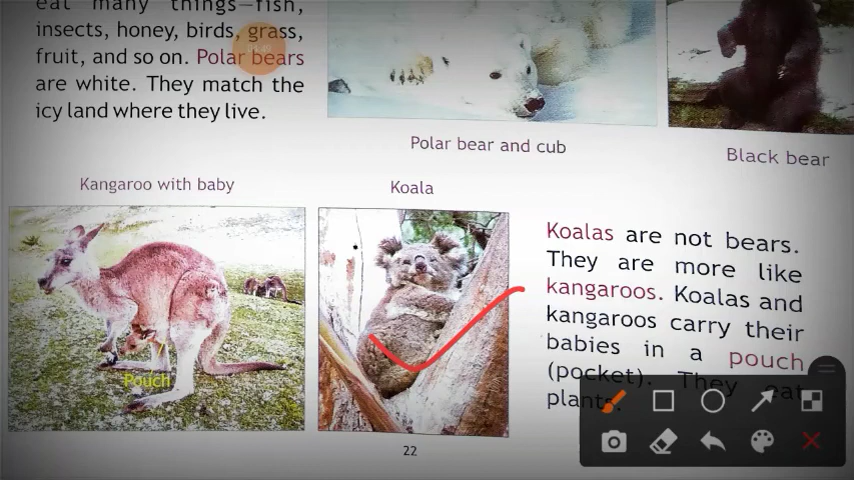 eat many things—fish,
insects, honey, birds, grass,
fruit, and so on. Polar bears
are white. They match the
icy land where they live.
Polar bear and cub
Black bear
Kangaroo with baby
Koala
Pouch
Koalas are not bears.
They are more like
kangaroos. Koalas and
kangaroos carry their
babies in a pouch
(pocket). They eat
plants.
22